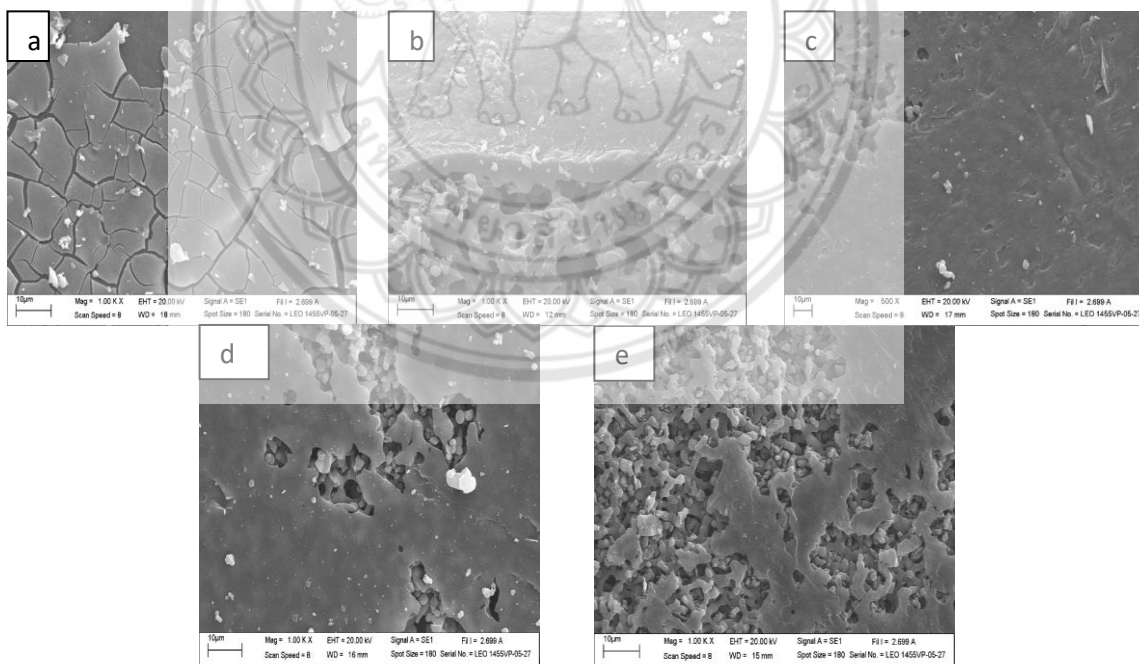 a
b
c
10μm
Mag = 1.00 K X EHT = 20.00 kV Signal A = SE1 Fil I = 2.699 A
Scan Speed = 8 WD = 18 mm Spot Size = 180 Serial No. = LEO 1455VP-05-27
10μm
Mag = 1.00 K X EHT = 20.00 kV Signal A = SE1 Fil I = 2.699 A
Scan Speed = 8 WD = 12 mm Spot Size = 180 Serial No. = LEO 1455VP-05-27
10μm
Mag = 500 X EHT = 20.00 kV Signal A = SE1 Fil I = 2.699 A
Scan Speed = 8 WD = 17 mm Spot Size = 180 Serial No. = LEO 1455VP-05-27
d
e
10μm
Mag = 1.00 K X EHT = 20.00 kV Signal A = SE1 Fil I = 2.699 A
Scan Speed = 8 WD = 16 mm Spot Size = 180 Serial No. = LEO 1455VP-05-27
10μm
Mag = 1.00 K X EHT = 20.00 kV Signal A = SE1 Fil I = 2.699 A
Scan Speed = 8 WD = 15 mm Spot Size = 180 Serial No. = LEO 1455VP-05-27